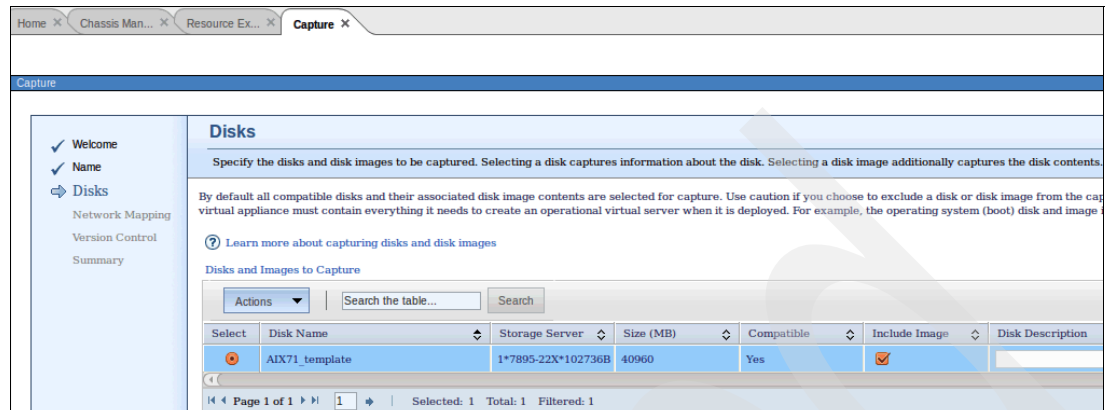 Home Chassis Man... Resource Ex... Capture
Capture
Welcome
Name
Disks
Network Mapping
Version Control
Summary
Disks
Specify the disks and disk images to be captured. Selecting a disk captures information about the disk. Selecting a disk image additionally captures the disk contents.
By default all compatible disks and their associated disk image contents are selected for capture. Use caution if you choose to exclude a disk or disk image from the cap
virtual appliance must contain everything it needs to create an operational virtual server when it is deployed. For example, the operating system (boot) disk and image i
? Learn more about capturing disks and disk images
Disks and Images to Capture
Actions Search the table... Search
Select Disk Name Storage Server Size (MB) Compatible Include Image Disk Description
AIX71_template 1*7895-22X*102736B 40960 Yes
Page 1 of 1 1 Selected: 1 Total: 1 Filtered: 1